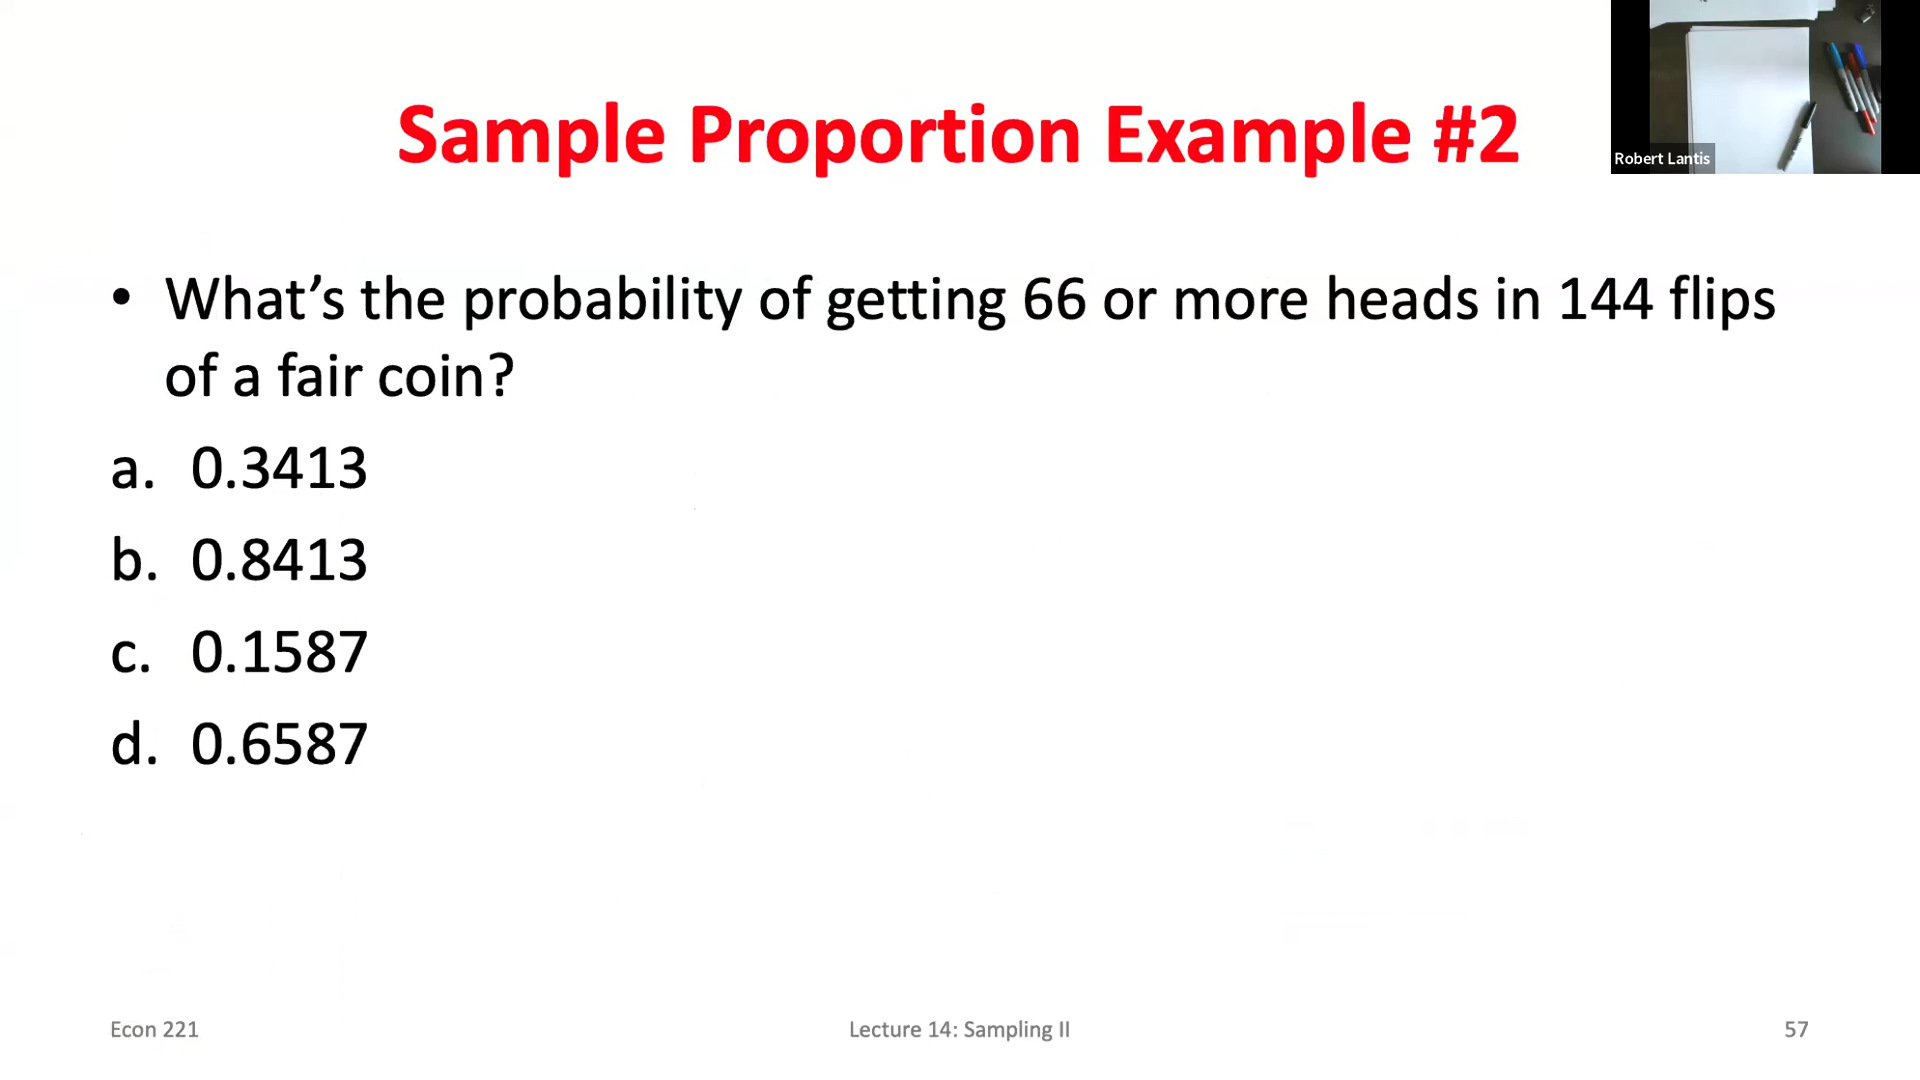 Sample Proportion Example #2
Robert Lantis
• What’s the probability of getting 66 or more heads in 144 flips
of a fair coin?
a. 0.3413
b. 0.8413
c. 0.1587
d. 0.6587
Econ 221
Lecture 14: Sampling II
57